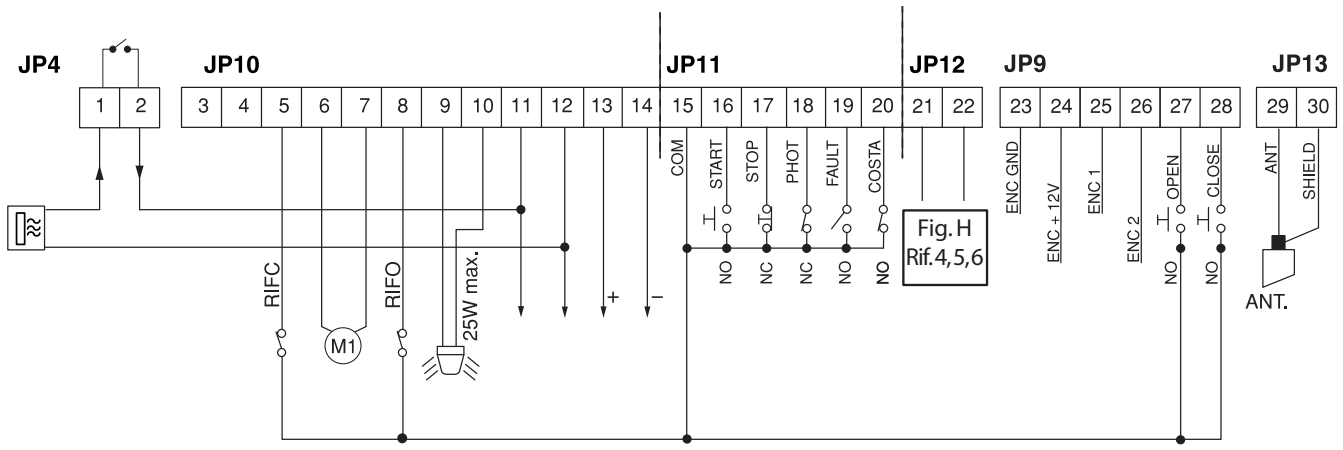 JP4 JP10 JP11 JP12 JP9 JP13
1 2 3 4 5 6 7 8 9 10 11 12 13 14 15 16 17 18 19 20 21 22 23 24 25 26 27 28 29 30
COM
START
STOP
PHOT
FAULT
COSTA
ENC GND
ENC + 12V
ENC 1
ENC 2
OPEN
CLOSE
ANT
SHIELD
Fig. H
Rif.4,5,6
NO
NC
NC
NO
NO
NO
NO
ANT.
RIFC
RIFO
25W max.
+
–
M1